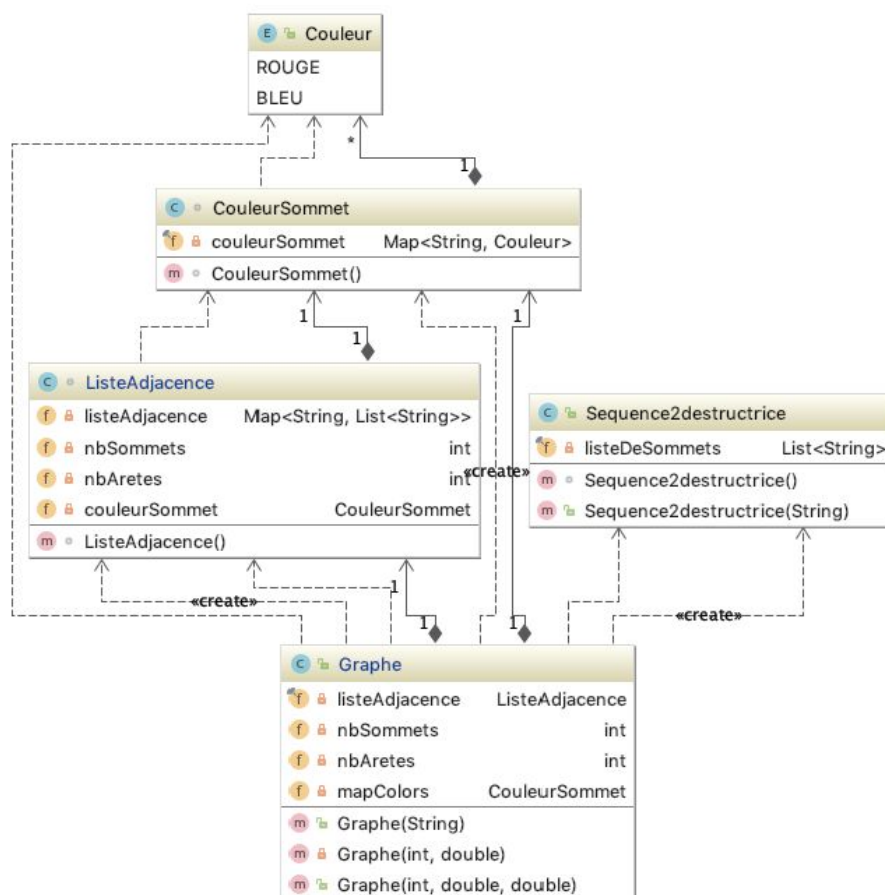 E Couleur
ROUGE
BLEU
*
1
C CouleurSommet
f couleurSommet Map<String, Couleur>
m CouleurSommet()
1
1
1
C ListeAdjacence
f listeAdjacence Map<String, List<String>>
f nbSommets int
f nbAretes int
f couleurSommet CouleurSommet
m ListeAdjacence()
«create»
C Sequence2destructrice
f listeDeSommets List<String>
m Sequence2destructrice()
m Sequence2destructrice(String)
«create»
1
1
1
«create»
C Graphe
f listeAdjacence ListeAdjacence
f nbSommets int
f nbAretes int
f mapColors CouleurSommet
m Graphe(String)
m Graphe(int, double)
m Graphe(int, double, double)